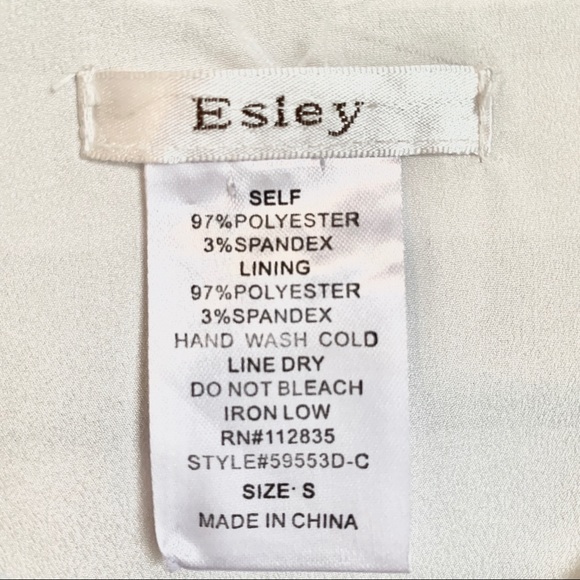 Esley
SELF
97%POLYESTER
3%SPANDEX
LINING
97%POLYESTER
3%SPANDEX
HAND WASH COLD
LINE DRY
DO NOT BLEACH
IRON LOW
RN#112835
STYLE#59553D-C
SIZE: S
MADE IN CHINA